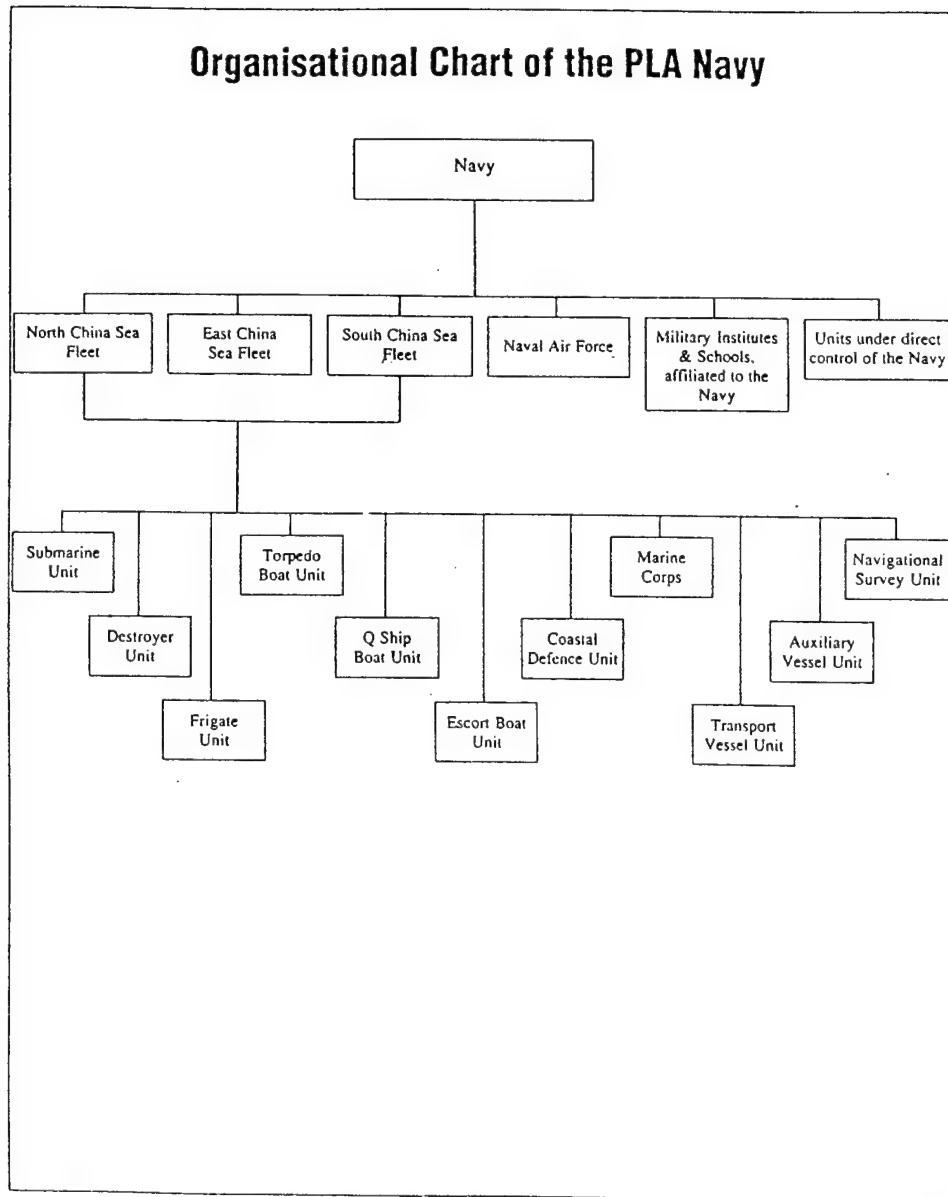 Organisational Chart of the PLA Navy
Navy
North China Sea
Fleet
East China
Sea Fleet
South China Sea
Fleet
Naval Air Force
Military Institutes
& Schools,
affiliated to the
Navy
Units under direct
control of the Navy
Submarine
Unit
Torpedo
Boat Unit
Marine
Corps
Navigational
Survey Unit
Destroyer
Unit
Q Ship
Boat Unit
Coastal
Defence Unit
Auxiliary
Vessel Unit
Frigate
Unit
Escort Boat
Unit
Transport
Vessel Unit